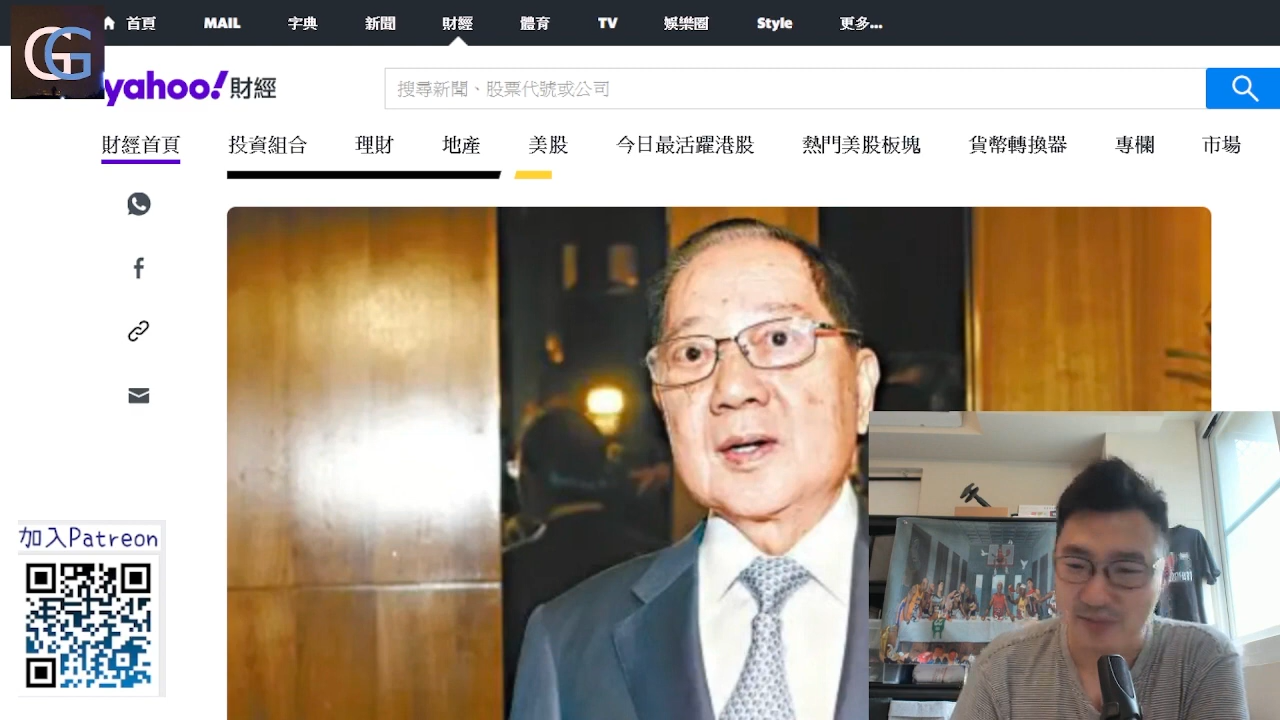 GG
首頁 MAIL 字典 新聞 財經 體育 TV 娛樂圈 Style 更多...
yahoo!財經
搜尋新聞、股票代號或公司
財經首頁 投資組合 理財 地產 美股 今日最活躍港股 熱門美股板塊 貨幣轉換器 專欄 市場
加入Patreon